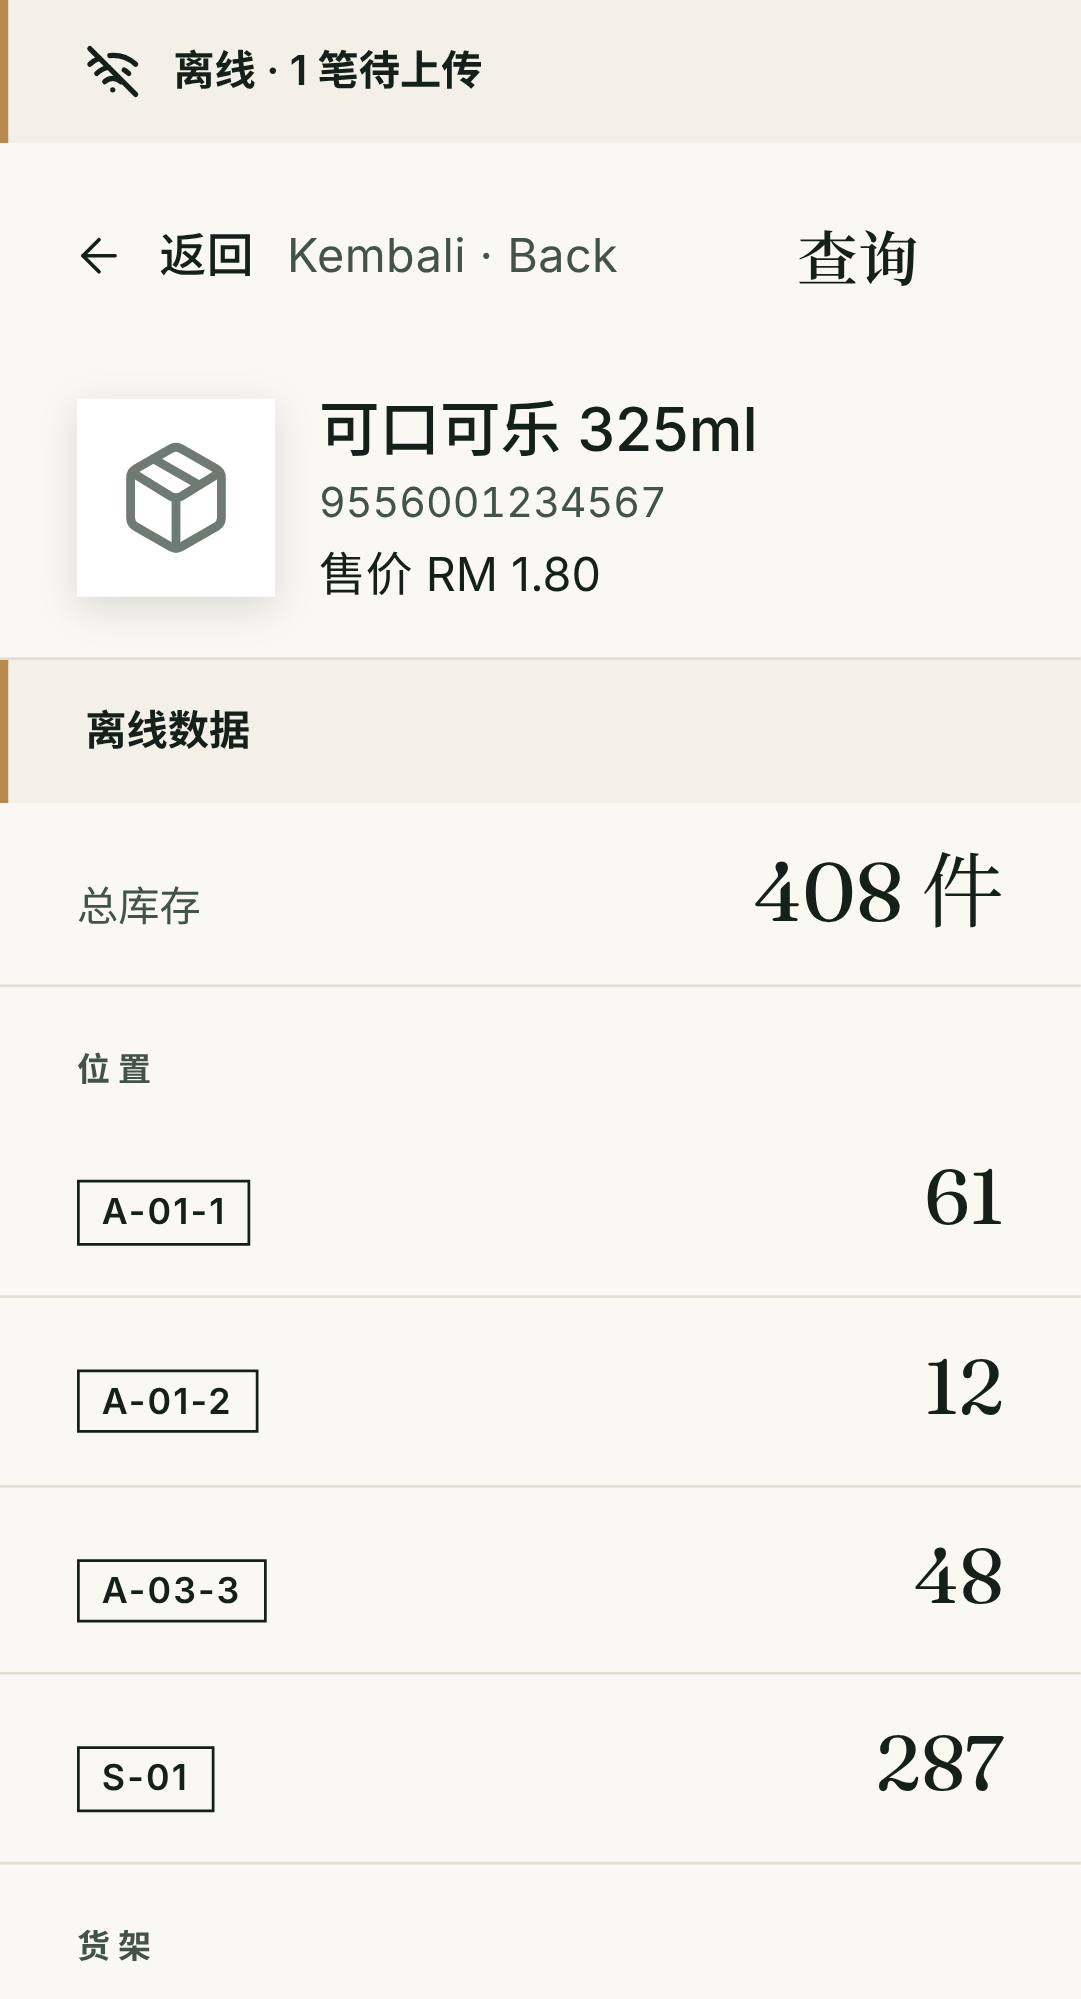 离线 · 1 笔待上传
返回 Kembali · Back 查询
可口可乐 325ml
9556001234567
售价 RM 1.80
离线数据
总库存 408 件
位置
A-01-1 61
A-01-2 12
A-03-3 48
S-01 287
货架